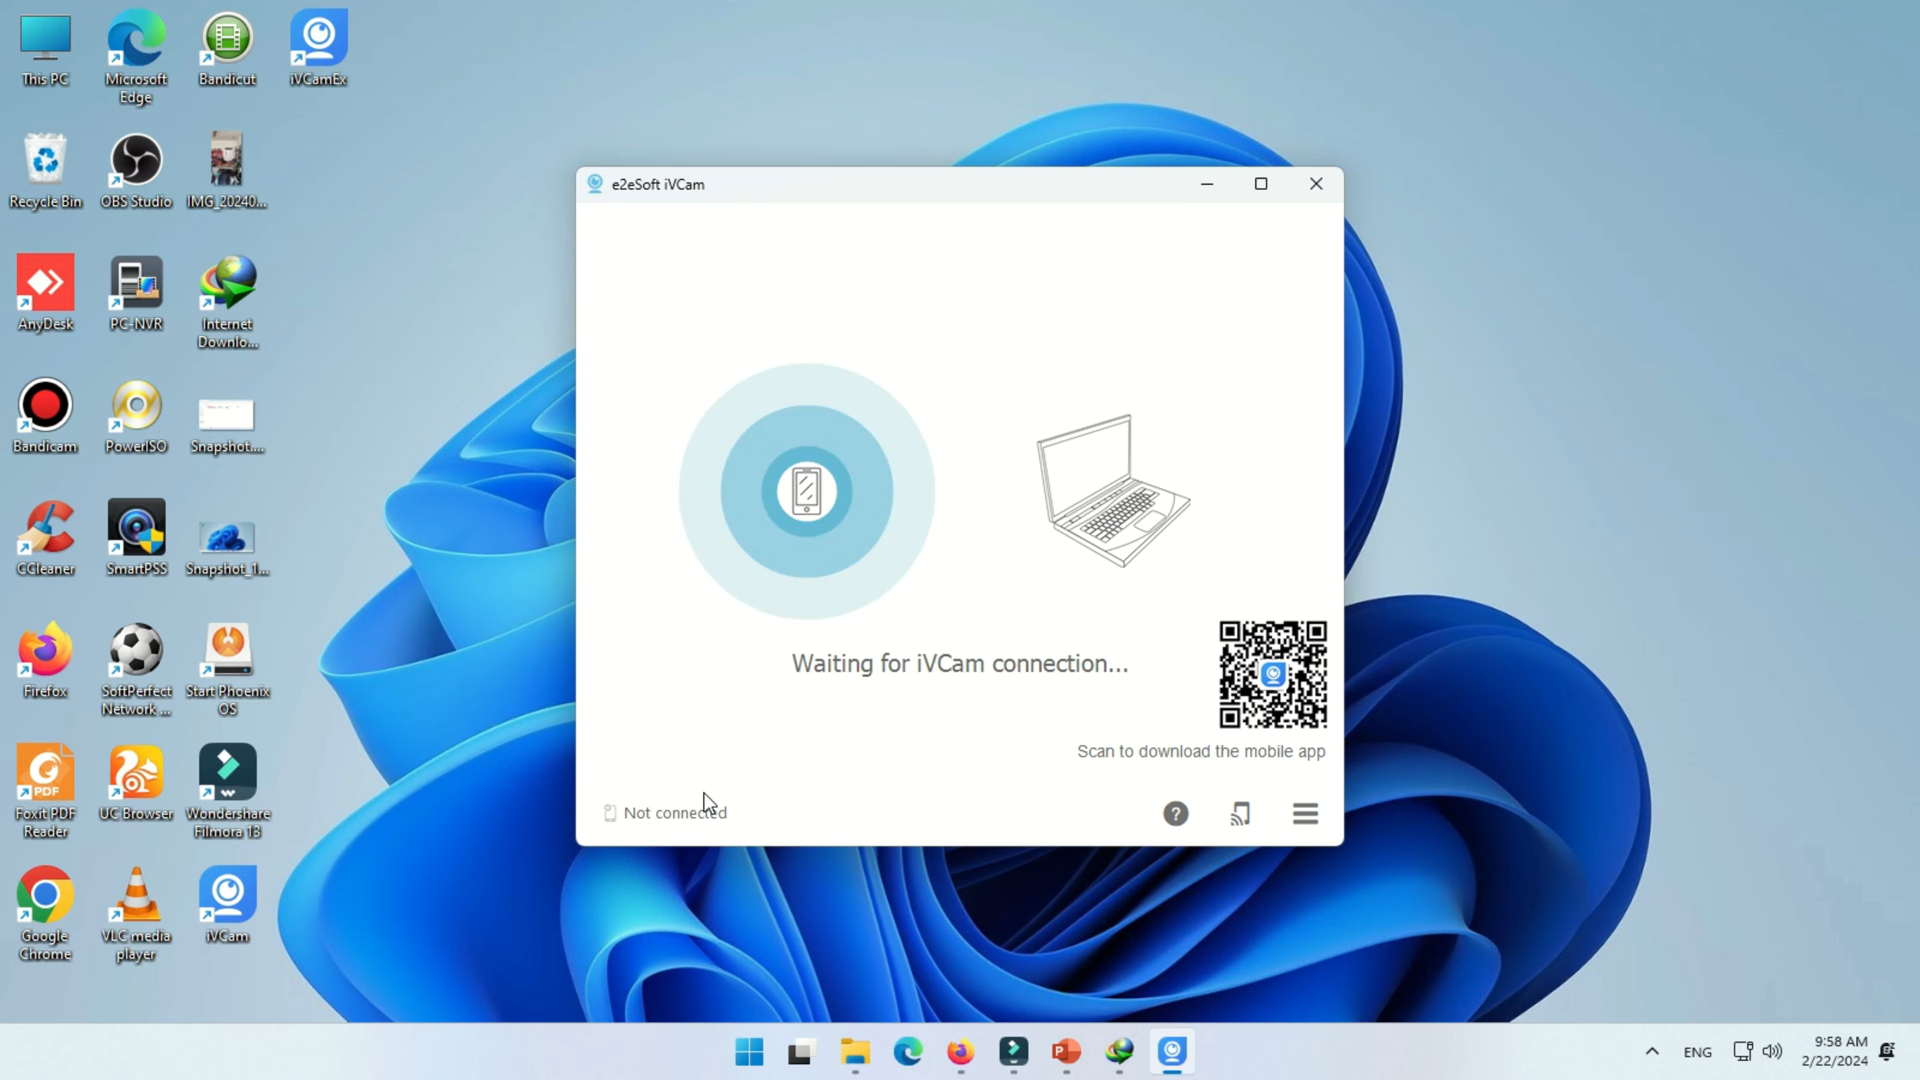 This PC
Microsoft
Edge
Bandicut
iVCamEx
Recycle Bin
OBS Studio
IMG_20240...
AnyDesk
PC-NVR
Internet
Downlo...
Bandicam
PowerISO
Snapshot....
CCleaner
SmartPSS
Snapshot_1...
Firefox
SoftPerfect
Network ...
Start Phoenix
OS
PDF
Foxit PDF
Reader
UC Browser
Wondershare
Filmora 13
Google
Chrome
VLC media
player
iVCam
e2eSoft iVCam
Waiting for iVCam connection...
Scan to download the mobile app
Not connected
?
P
ENG
9:58 AM
2/22/2024